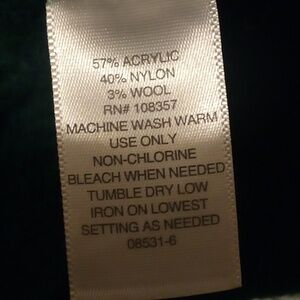 57% ACRYLIC
40% NYLON
3% WOOL
RN# 108357
MACHINE WASH WARM
USE ONLY
NON-CHLORINE
BLEACH WHEN NEEDED
TUMBLE DRY LOW
IRON ON LOWEST
SETTING AS NEEDED
08531-6